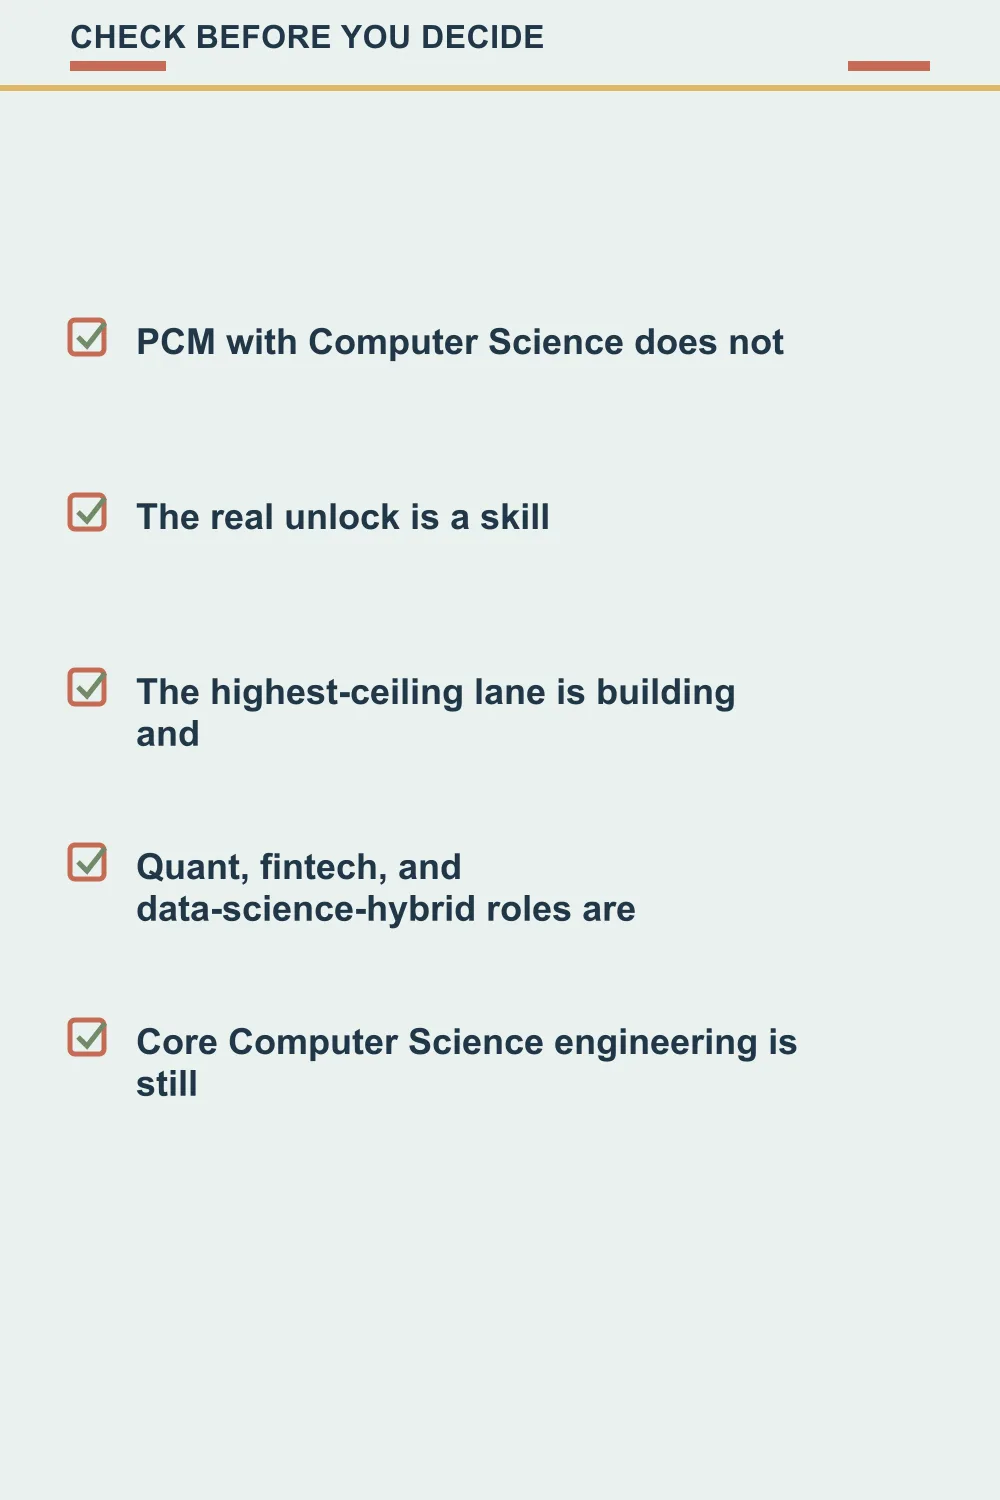 CHECK BEFORE YOU DECIDE
PCM with Computer Science does not
The real unlock is a skill
The highest-ceiling lane is building
and
Quant, fintech, and
data-science-hybrid roles are
Core Computer Science engineering is
still